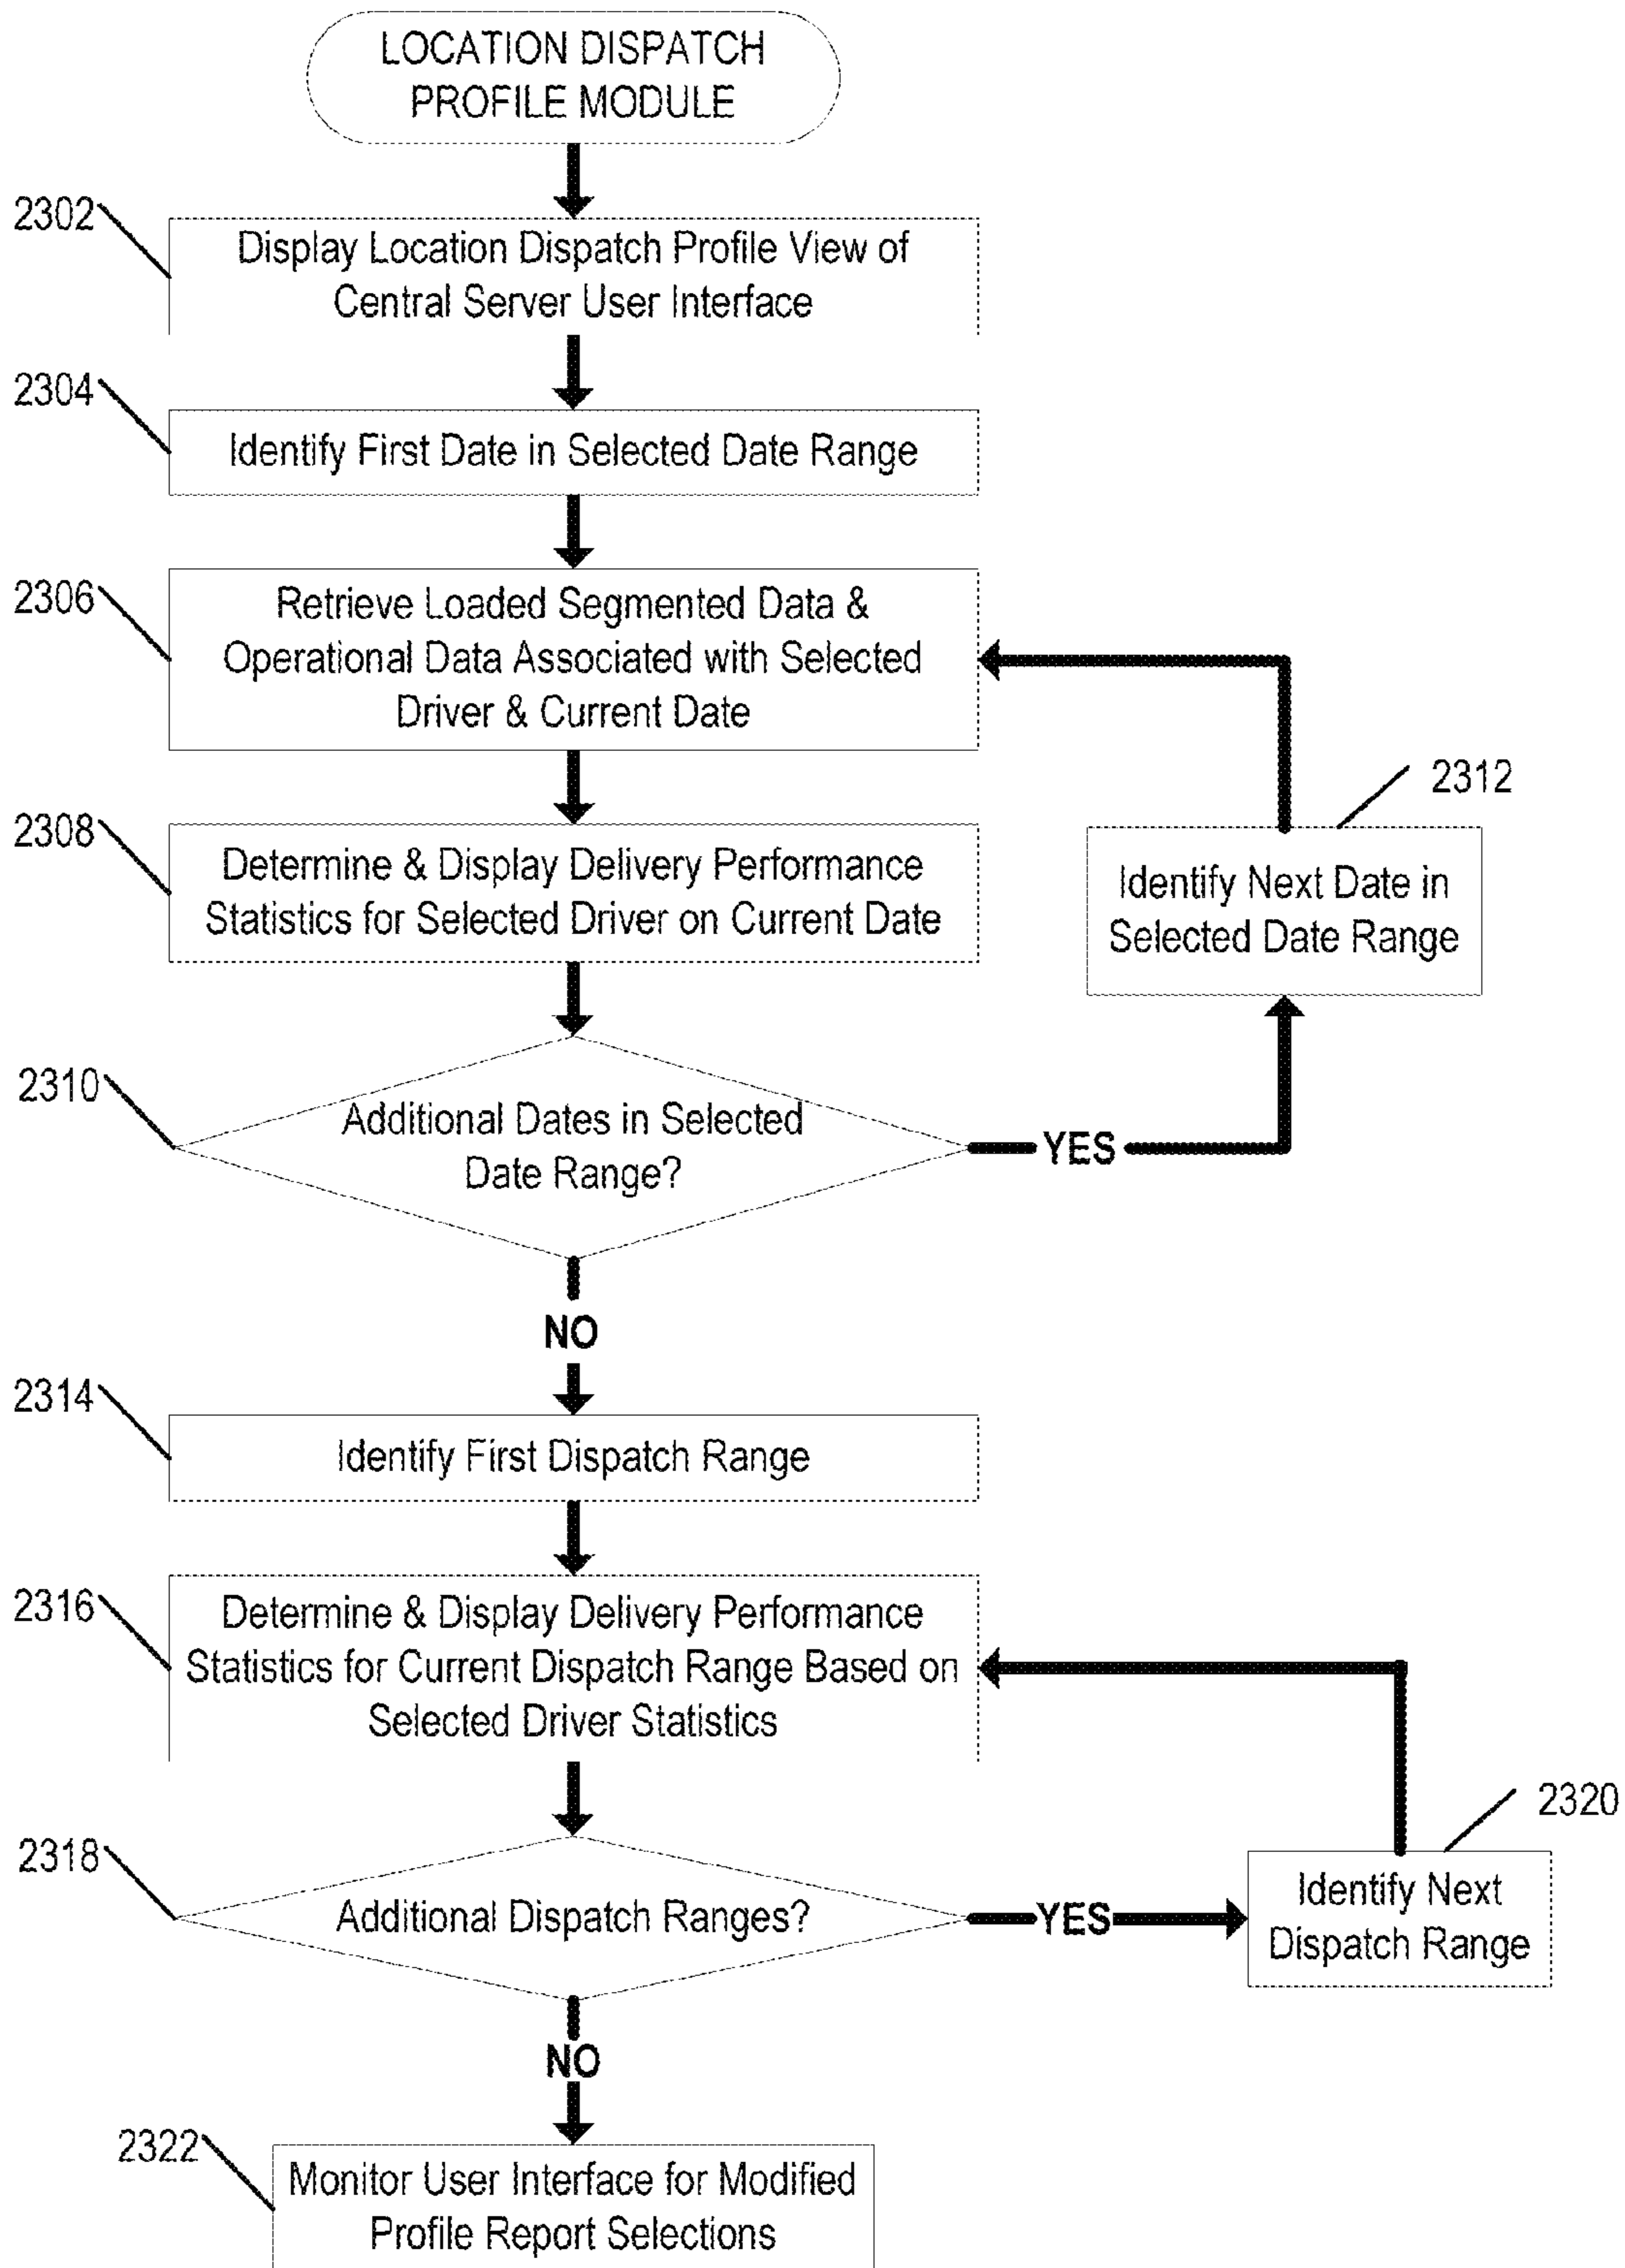 LOCATION DISPATCH
PROFILE MODULE
2302
Display Location Dispatch Profile View of
Central Server User Interface
2304
Identify First Date in Selected Date Range
2306
Retrieve Loaded Segmented Data &
Operational Data Associated with Selected
Driver & Current Date
2312
Identify Next Date in
Selected Date Range
2308
Determine & Display Delivery Performance
Statistics for Selected Driver on Current Date
2310
Additional Dates in Selected
Date Range?
YES
NO
2314
Identify First Dispatch Range
2316
Determine & Display Delivery Performance
Statistics for Current Dispatch Range Based on
Selected Driver Statistics
2320
Identify Next
Dispatch Range
2318
Additional Dispatch Ranges?
YES
NO
2322
Monitor User Interface for Modified
Profile Report Selections